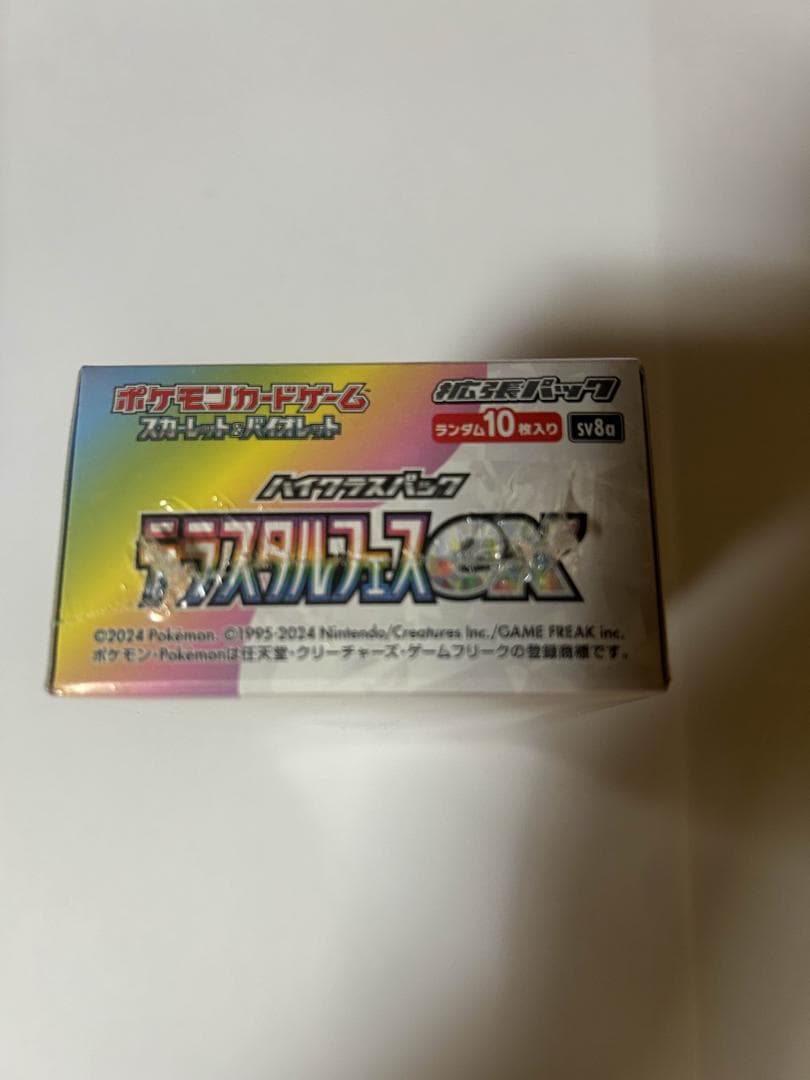 ポケモンカードゲーム
スカーレット&バイオレット
拡張パック
ランダム10枚入り
sv8a
ハイクラスパック
テラスタルフェスex
©2024 Pokémon. ©1995-2024 Nintendo/Creatures Inc./GAME FREAK inc.
ポケモン・Pokémonは任天堂・クリーチャーズ・ゲームフリークの登録商標です。